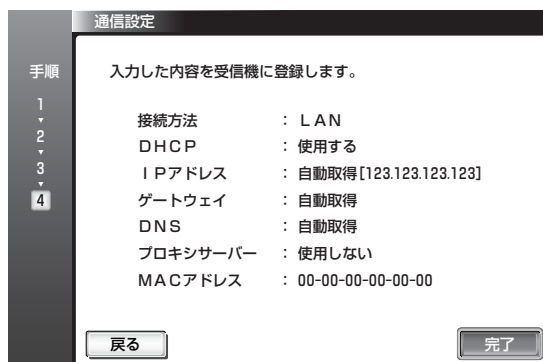 通信設定
手順
1
2
3
4
入力した内容を受信機に登録します。
接続方法 : LAN
DHCP : 使用する
IPアドレス : 自動取得[123.123.123.123]
ゲートウェイ : 自動取得
DNS : 自動取得
プロキシサーバー : 使用しない
MACアドレス : 00-00-00-00-00-00
戻る
完了